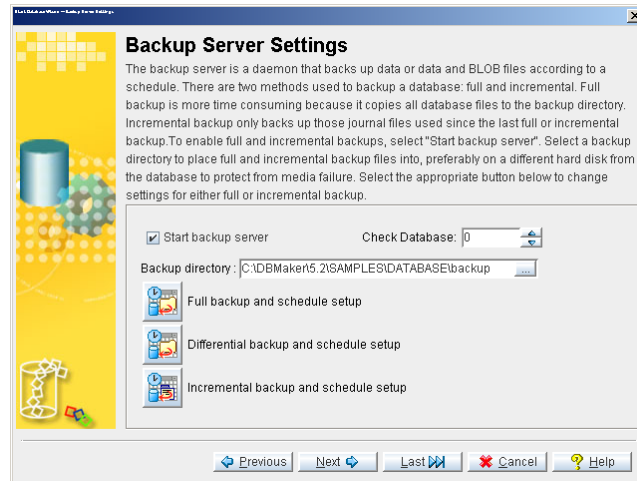 Start Database Wizard -- Backup Server Settings
Backup Server Settings
The backup server is a daemon that backs up data or data and BLOB files according to a
schedule. There are two methods used to backup a database: full and incremental. Full
backup is more time consuming because it copies all database files to the backup directory.
Incremental backup only backs up those journal files used since the last full or incremental
backup.To enable full and incremental backups, select "Start backup server". Select a backup
directory to place full and incremental backup files into, preferably on a different hard disk from
the database to protect from media failure. Select the appropriate button below to change
settings for either full or incremental backup.
Start backup server Check Database: 0
Backup directory : C:\DBMaker\5.2\SAMPLES\DATABASE\backup ...
Full backup and schedule setup
Differential backup and schedule setup
Incremental backup and schedule setup
Previous Next Last Cancel Help